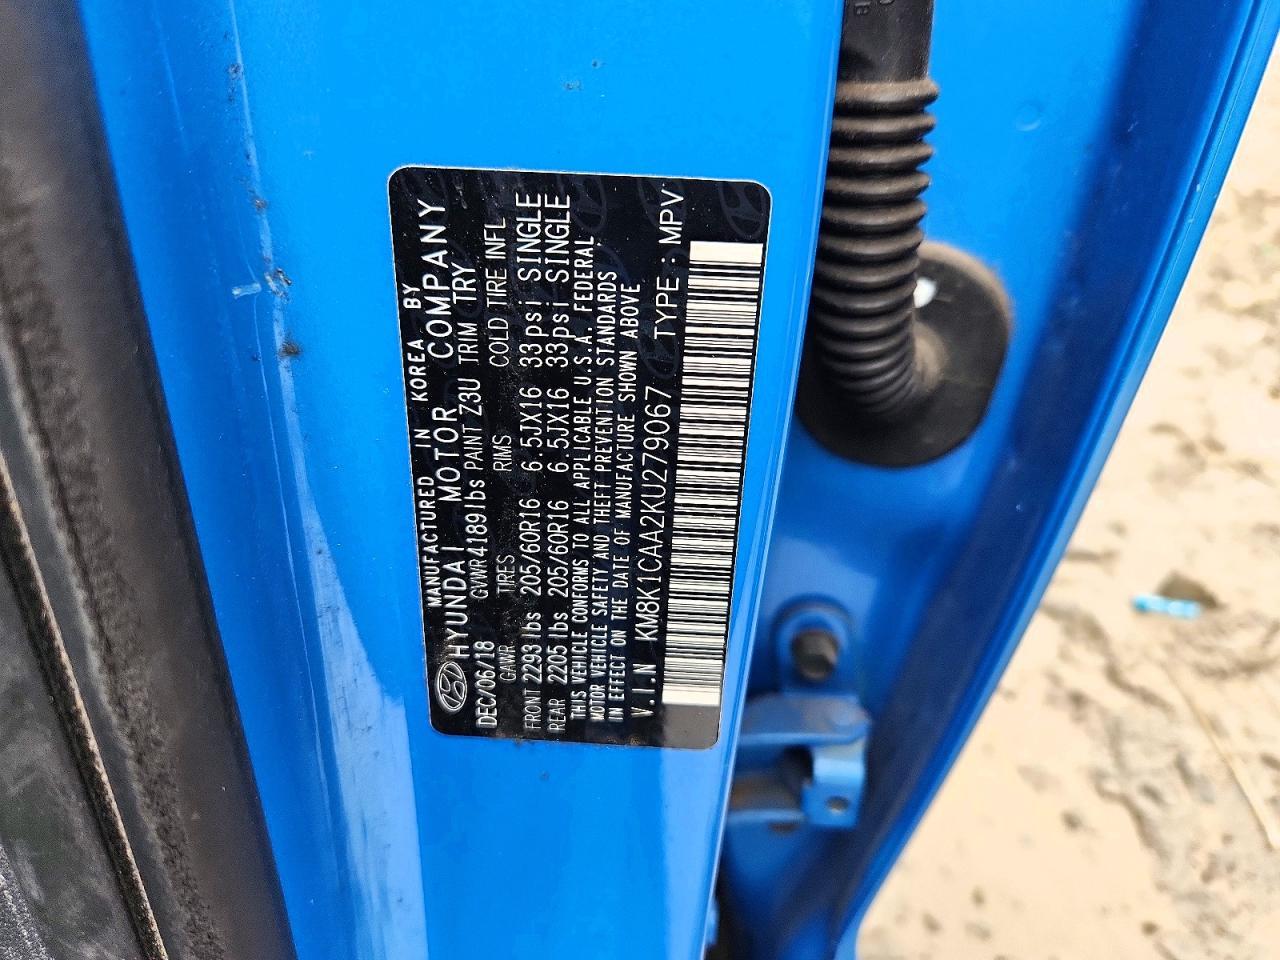 MANUFACTURED IN KOREA BY
HYUNDAI MOTOR COMPANY
DEC/06/18 GVWR 4189lbs PAINT Z3U TRIM TRY
GAWR TIRES RIMS COLD TIRE INFL
FRONT 2293lbs 205/60R16 6.5JX16 33psi SINGLE
REAR 2205lbs 205/60R16 6.5JX16 33psi SINGLE
THIS VEHICLE CONFORMS TO ALL APPLICABLE U.S.A. FEDERAL
MOTOR VEHICLE SAFETY AND THEFT PREVENTION STANDARDS
IN EFFECT ON THE DATE OF MANUFACTURE SHOWN ABOVE
V.I.N KM8K1CAA2KU279067 TYPE : MPV